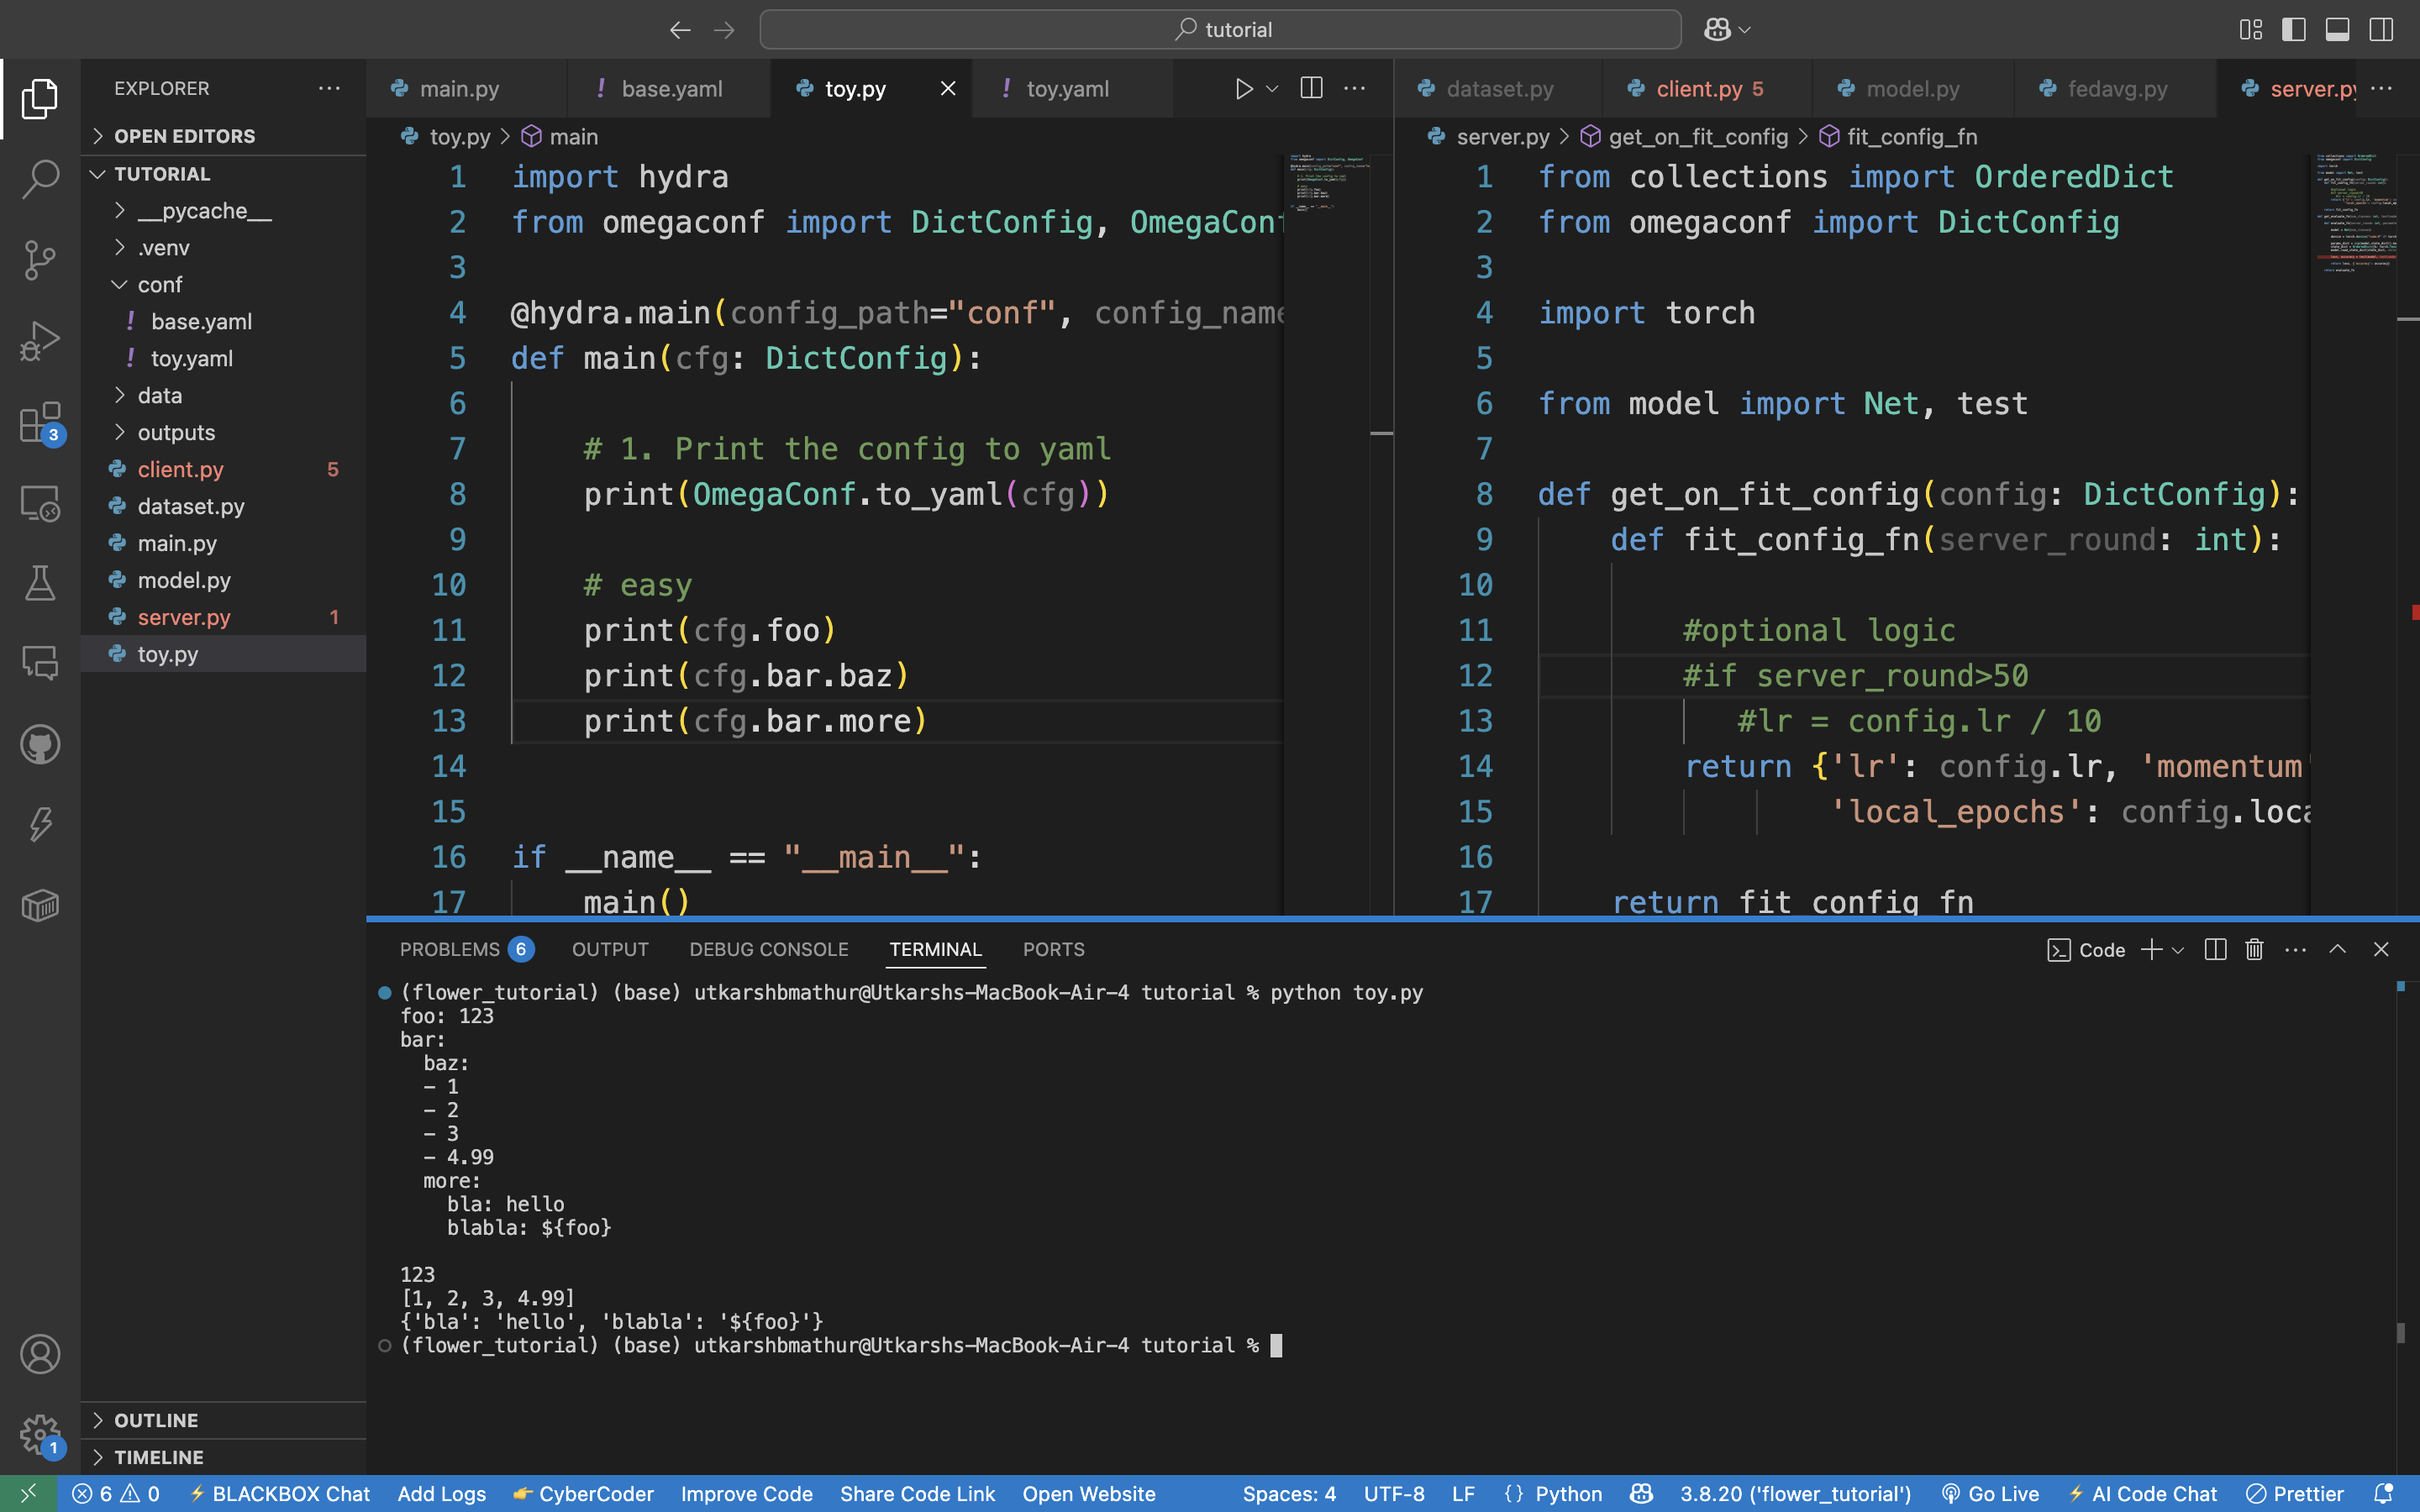 tutorial
EXPLORER
OPEN EDITORS
TUTORIAL
__pycache__
.venv
conf
! base.yaml
! toy.yaml
data
outputs
client.py 5
dataset.py
main.py
model.py
server.py 1
toy.py
OUTLINE
TIMELINE
3
1
main.py ! base.yaml toy.py ! toy.yaml
toy.py > main
1 import hydra
2 from omegaconf import DictConfig, OmegaConf
3
4 @hydra.main(config_path="conf", config_name
5 def main(cfg: DictConfig):
6
7 # 1. Print the config to yaml
8 print(OmegaConf.to_yaml(cfg))
9
10 # easy
11 print(cfg.foo)
12 print(cfg.bar.baz)
13 print(cfg.bar.more)
14
15
16 if __name__ == "__main__":
17 main()
dataset.py client.py 5 model.py fedavg.py server.py
server.py > get_on_fit_config > fit_config_fn
1 from collections import OrderedDict
2 from omegaconf import DictConfig
3
4 import torch
5
6 from model import Net, test
7
8 def get_on_fit_config(config: DictConfig):
9 def fit_config_fn(server_round: int):
10
11 #optional logic
12 #if server_round>50
13 #lr = config.lr / 10
14 return {'lr': config.lr, 'momentum'
15 'local_epochs': config.loca
16
17 return fit_config_fn
PROBLEMS 6 OUTPUT DEBUG CONSOLE TERMINAL PORTS
Code
(flower_tutorial) (base) utkarshbmathur@Utkarshs-MacBook-Air-4 tutorial % python toy.py
foo: 123
bar:
  baz:
  - 1
  - 2
  - 3
  - 4.99
  more:
    bla: hello
    blabla: ${foo}
123
[1, 2, 3, 4.99]
{'bla': 'hello', 'blabla': '${foo}'}
(flower_tutorial) (base) utkarshbmathur@Utkarshs-MacBook-Air-4 tutorial %
6 0 BLACKBOX Chat Add Logs CyberCoder Improve Code Share Code Link Open Website Spaces: 4 UTF-8 LF {} Python 3.8.20 ('flower_tutorial') Go Live AI Code Chat Prettier